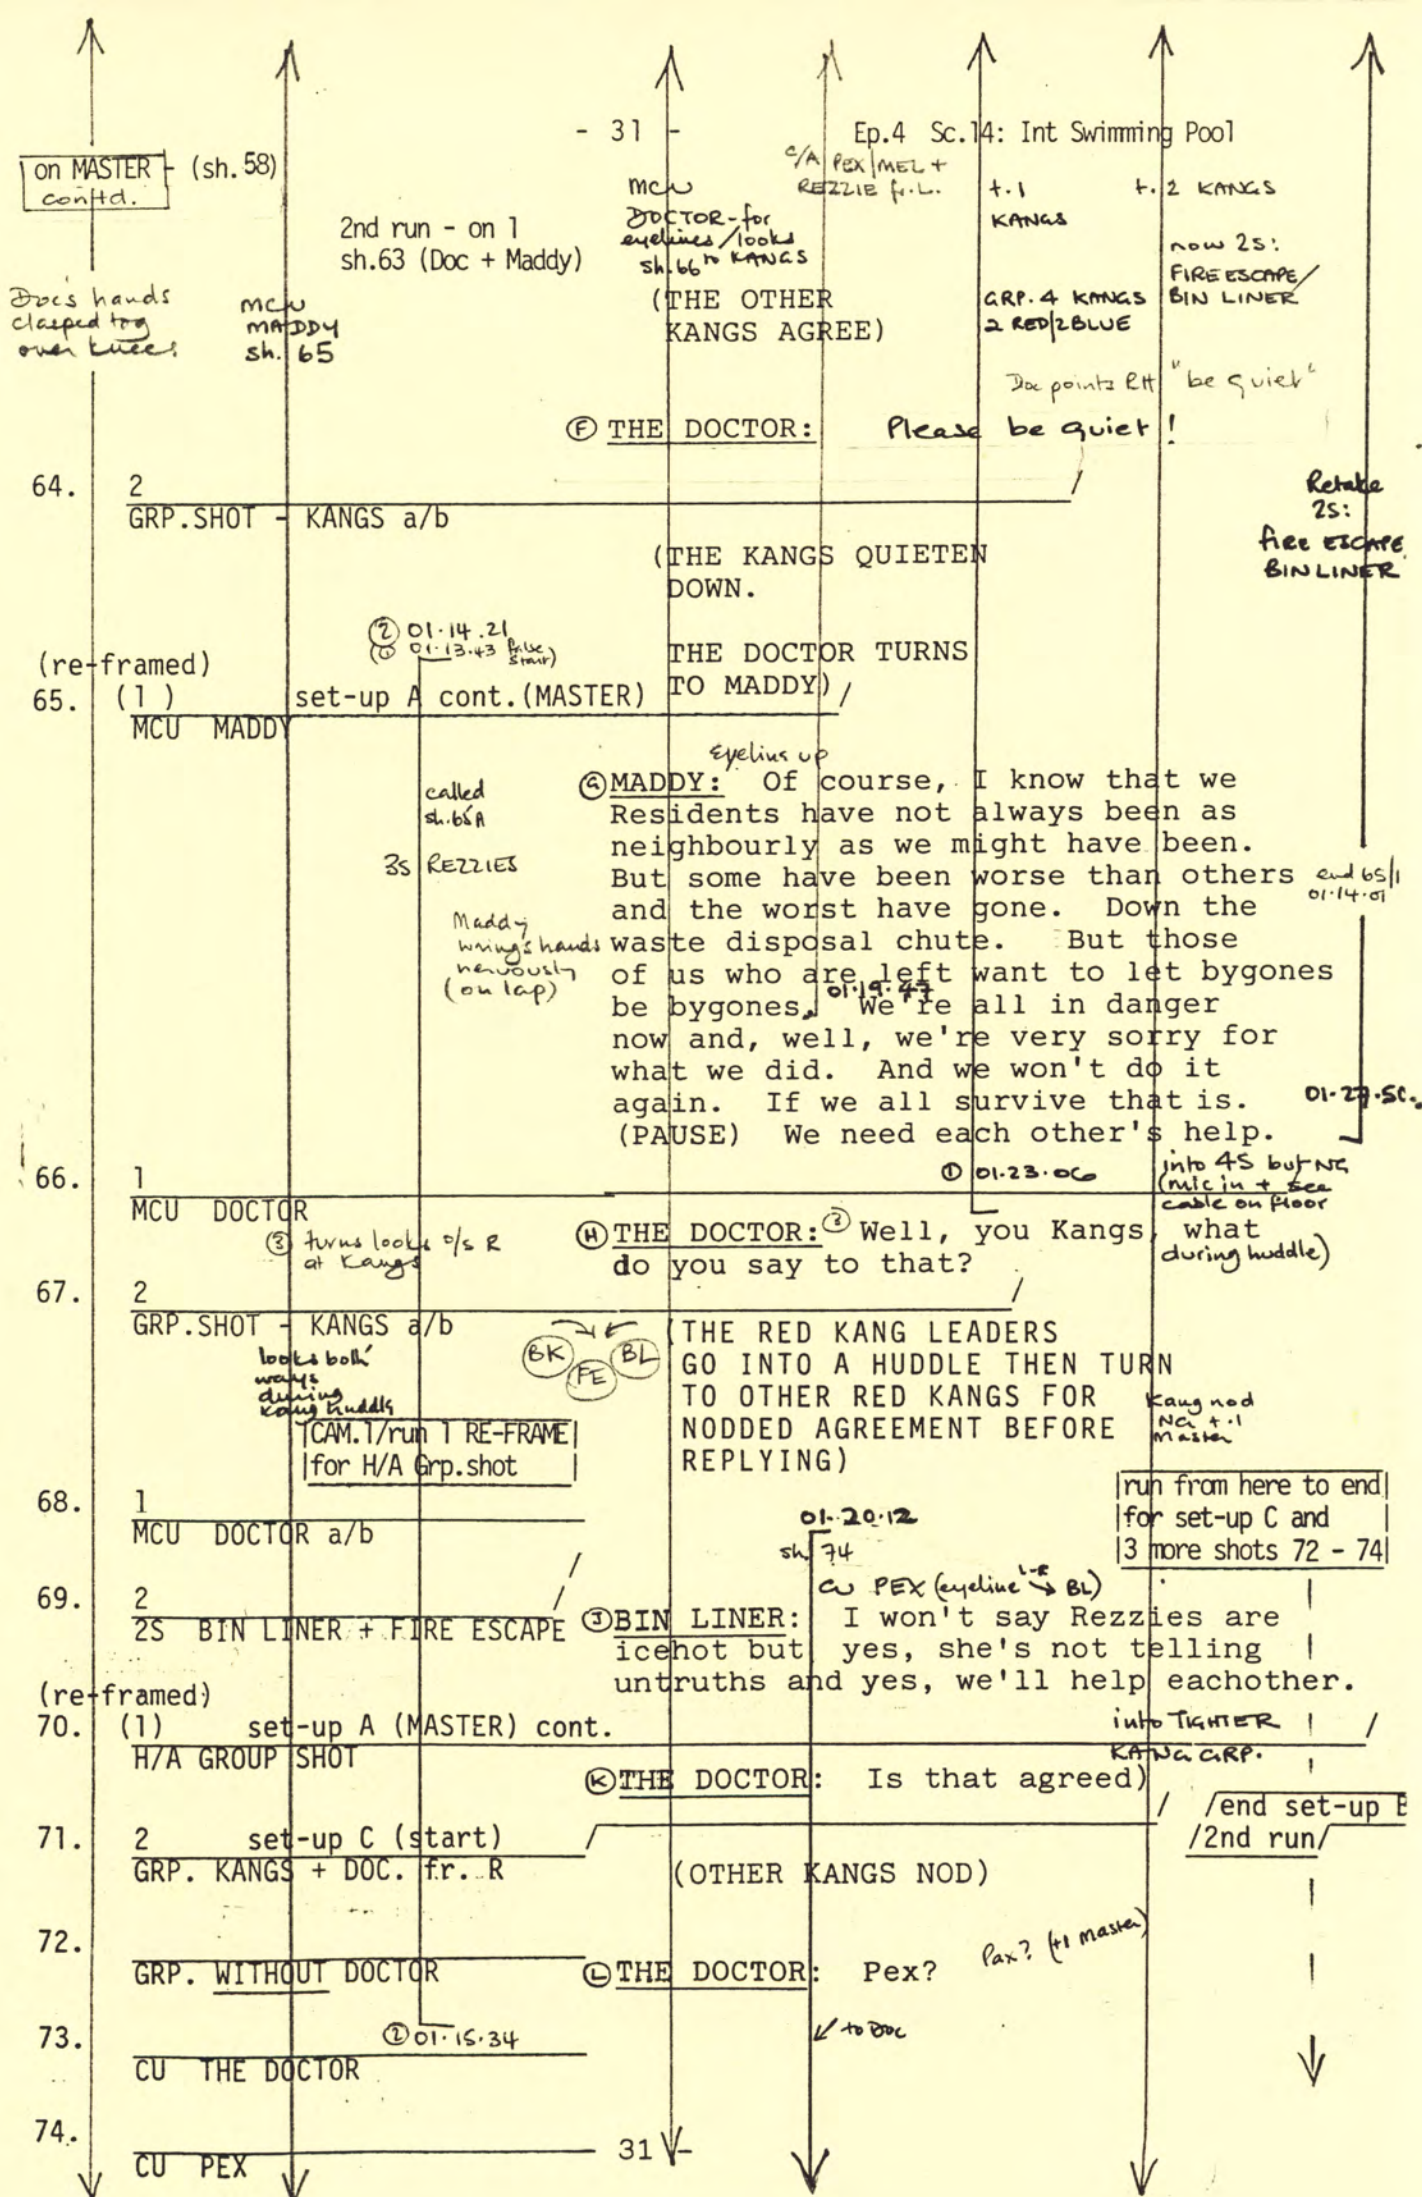 - 31 -
Ep.4 Sc.14: Int Swimming Pool
on MASTER (sh.58)
contd.
2nd run - on 1
sh.63 (Doc + Maddy)
MCU
DOCTOR-for
eyelines/looks
sh.66 to KANGS
c/A PEX/MEL +
REZZIE fr.L.
t.1
KANGS
t.2 KANGS
now 2s:
FIRE ESCAPE/
BIN LINER
GRP. 4 KANGS
2 RED/2BLUE
Doc's hands
clasped tog
over knees
MCU
MADDY
sh. 65
(THE OTHER
KANGS AGREE)
Doc points RH "be quiet"
Ⓕ THE DOCTOR: Please be quiet!
64. 2
GRP.SHOT - KANGS a/b
Retake
2s:
FIRE ESCAPE
BIN LINER
(THE KANGS QUIETEN
DOWN.
② 01.14.21
(① 01.13.43 false
start)
THE DOCTOR TURNS
TO MADDY) /
(re-framed)
65. (1) set-up A cont.(MASTER)
MCU MADDY
Eyeline up
called
sh.65A
3s REZZIES
Maddy
wrings hands
nervously
(on lap)
Ⓖ MADDY: Of course, I know that we
Residents have not always been as
neighbourly as we might have been.
But some have been worse than others
and the worst have gone. Down the
waste disposal chute. But those
of us who are left want to let bygones
be bygones. We're all in danger
now and, well, we're very sorry for
what we did. And we won't do it
again. If we all survive that is.
(PAUSE) We need each other's help.
end 65/1
01.14.01
01.19.47
01.27.50
① 01.23.06
into 4S but NG
(mic in + see
cable on floor
during huddle)
66. 1
MCU DOCTOR
③ turns looks o/s R
at Kangs
Ⓗ THE DOCTOR: ③ Well, you Kangs, what
do you say to that?
67. 2 /
GRP.SHOT - KANGS a/b
BK FE BL
looks both
ways
during
Kang huddle
(THE RED KANG LEADERS
GO INTO A HUDDLE THEN TURN
TO OTHER RED KANGS FOR
NODDED AGREEMENT BEFORE
REPLYING)
Kang nod
NG t.1
Master
|CAM.1/run 1 RE-FRAME|
|for H/A Grp.shot |
|run from here to end|
|for set-up C and |
|3 more shots 72 - 74|
68. 1
MCU DOCTOR a/b
01.20.12
sh 74
CU PEX (eyeline L-R → BL)
69. 2 /
2S BIN LINER + FIRE ESCAPE
Ⓙ BIN LINER: I won't say Rezzies are
icehot but yes, she's not telling
untruths and yes, we'll help eachother.
(re-framed)
70. (1) set-up A (MASTER) cont.
H/A GROUP SHOT
into TIGHTER
KANG GRP.
Ⓚ THE DOCTOR: Is that agreed)
/end set-up B
/2nd run/
71. 2 set-up C (start) /
GRP. KANGS + DOC. fr. R
(OTHER KANGS NOD)
72.
GRP. WITHOUT DOCTOR
Ⓛ THE DOCTOR: Pex?
Pax? (t1 master)
73.
② 01.15.34
to DOC
CU THE DOCTOR
74.
CU PEX
31 -